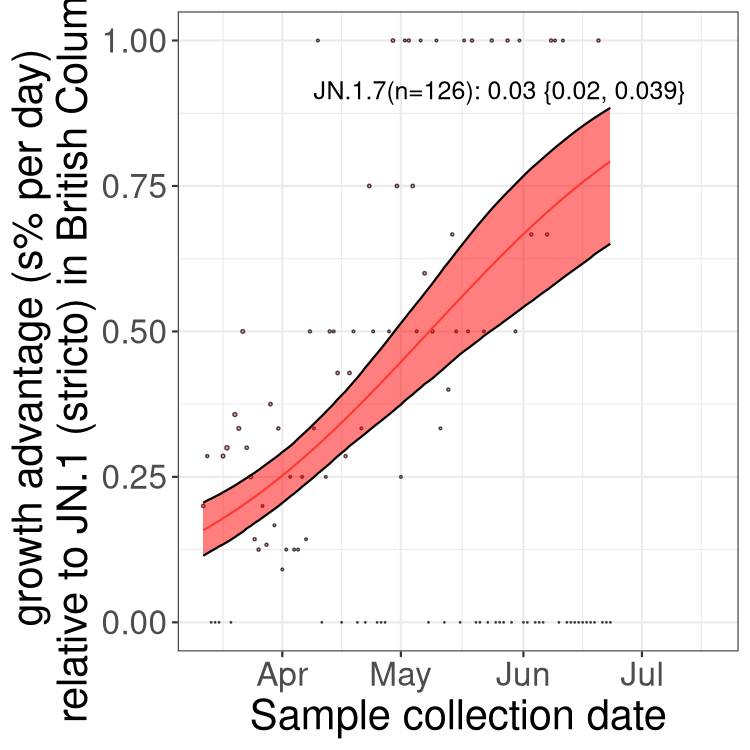 growth advantage (s% per day)
relative to JN.1 (stricto) in British Colum
1.00
0.75
0.50
0.25
0.00
JN.1.7(n=126): 0.03 {0.02, 0.039}
Apr May Jun Jul
Sample collection date